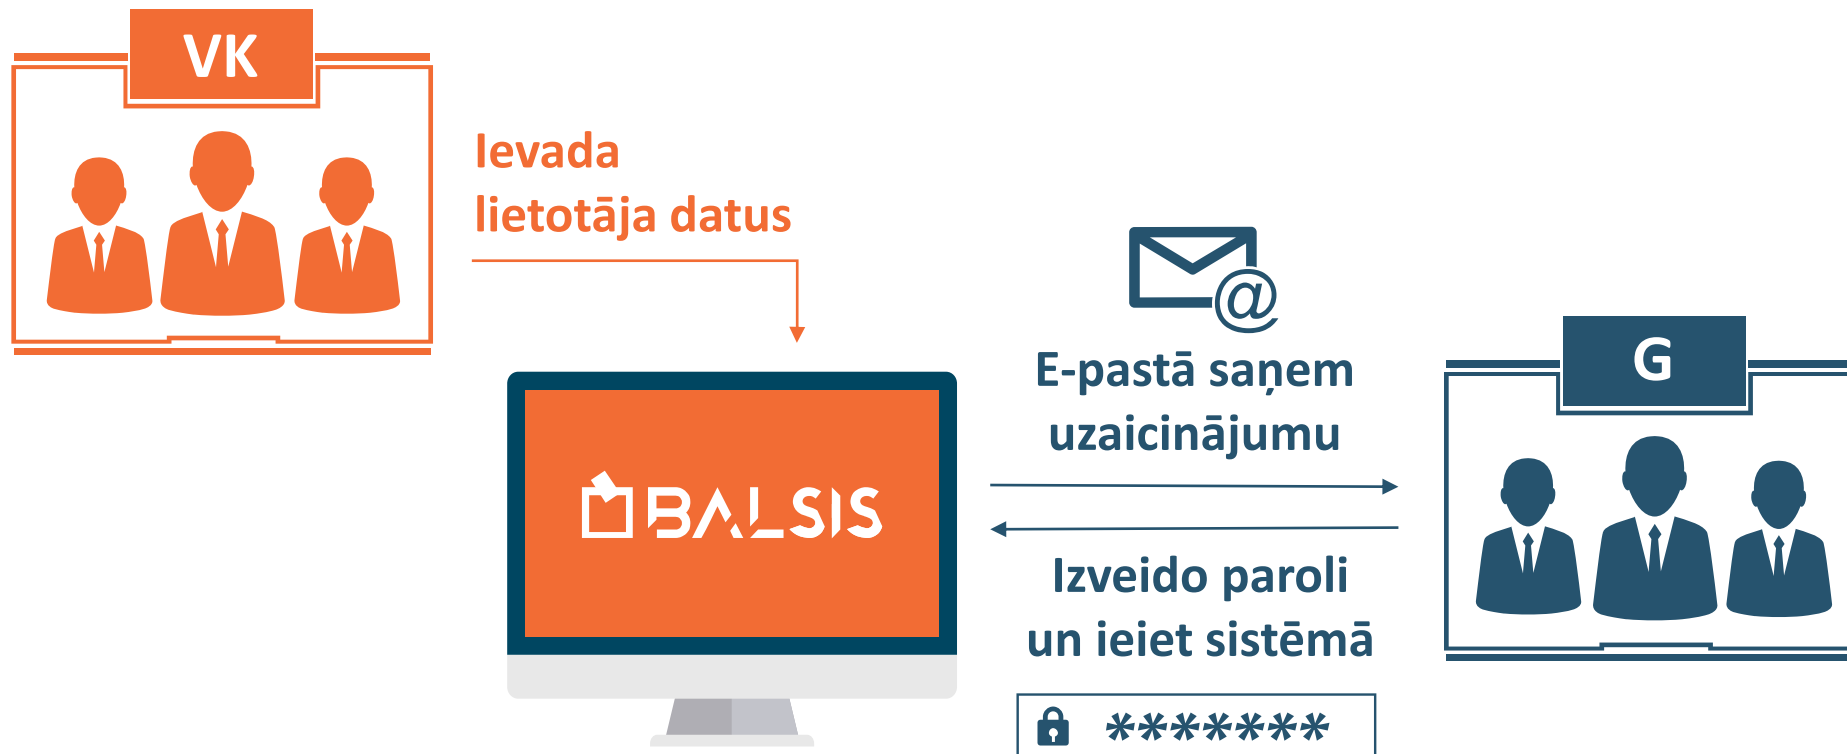 VK
Ievada
lietotāja datus
@
E-pastā saņem
uzaicinājumu
G
BALSIS
Izveido paroli
un ieiet sistēmā
*******